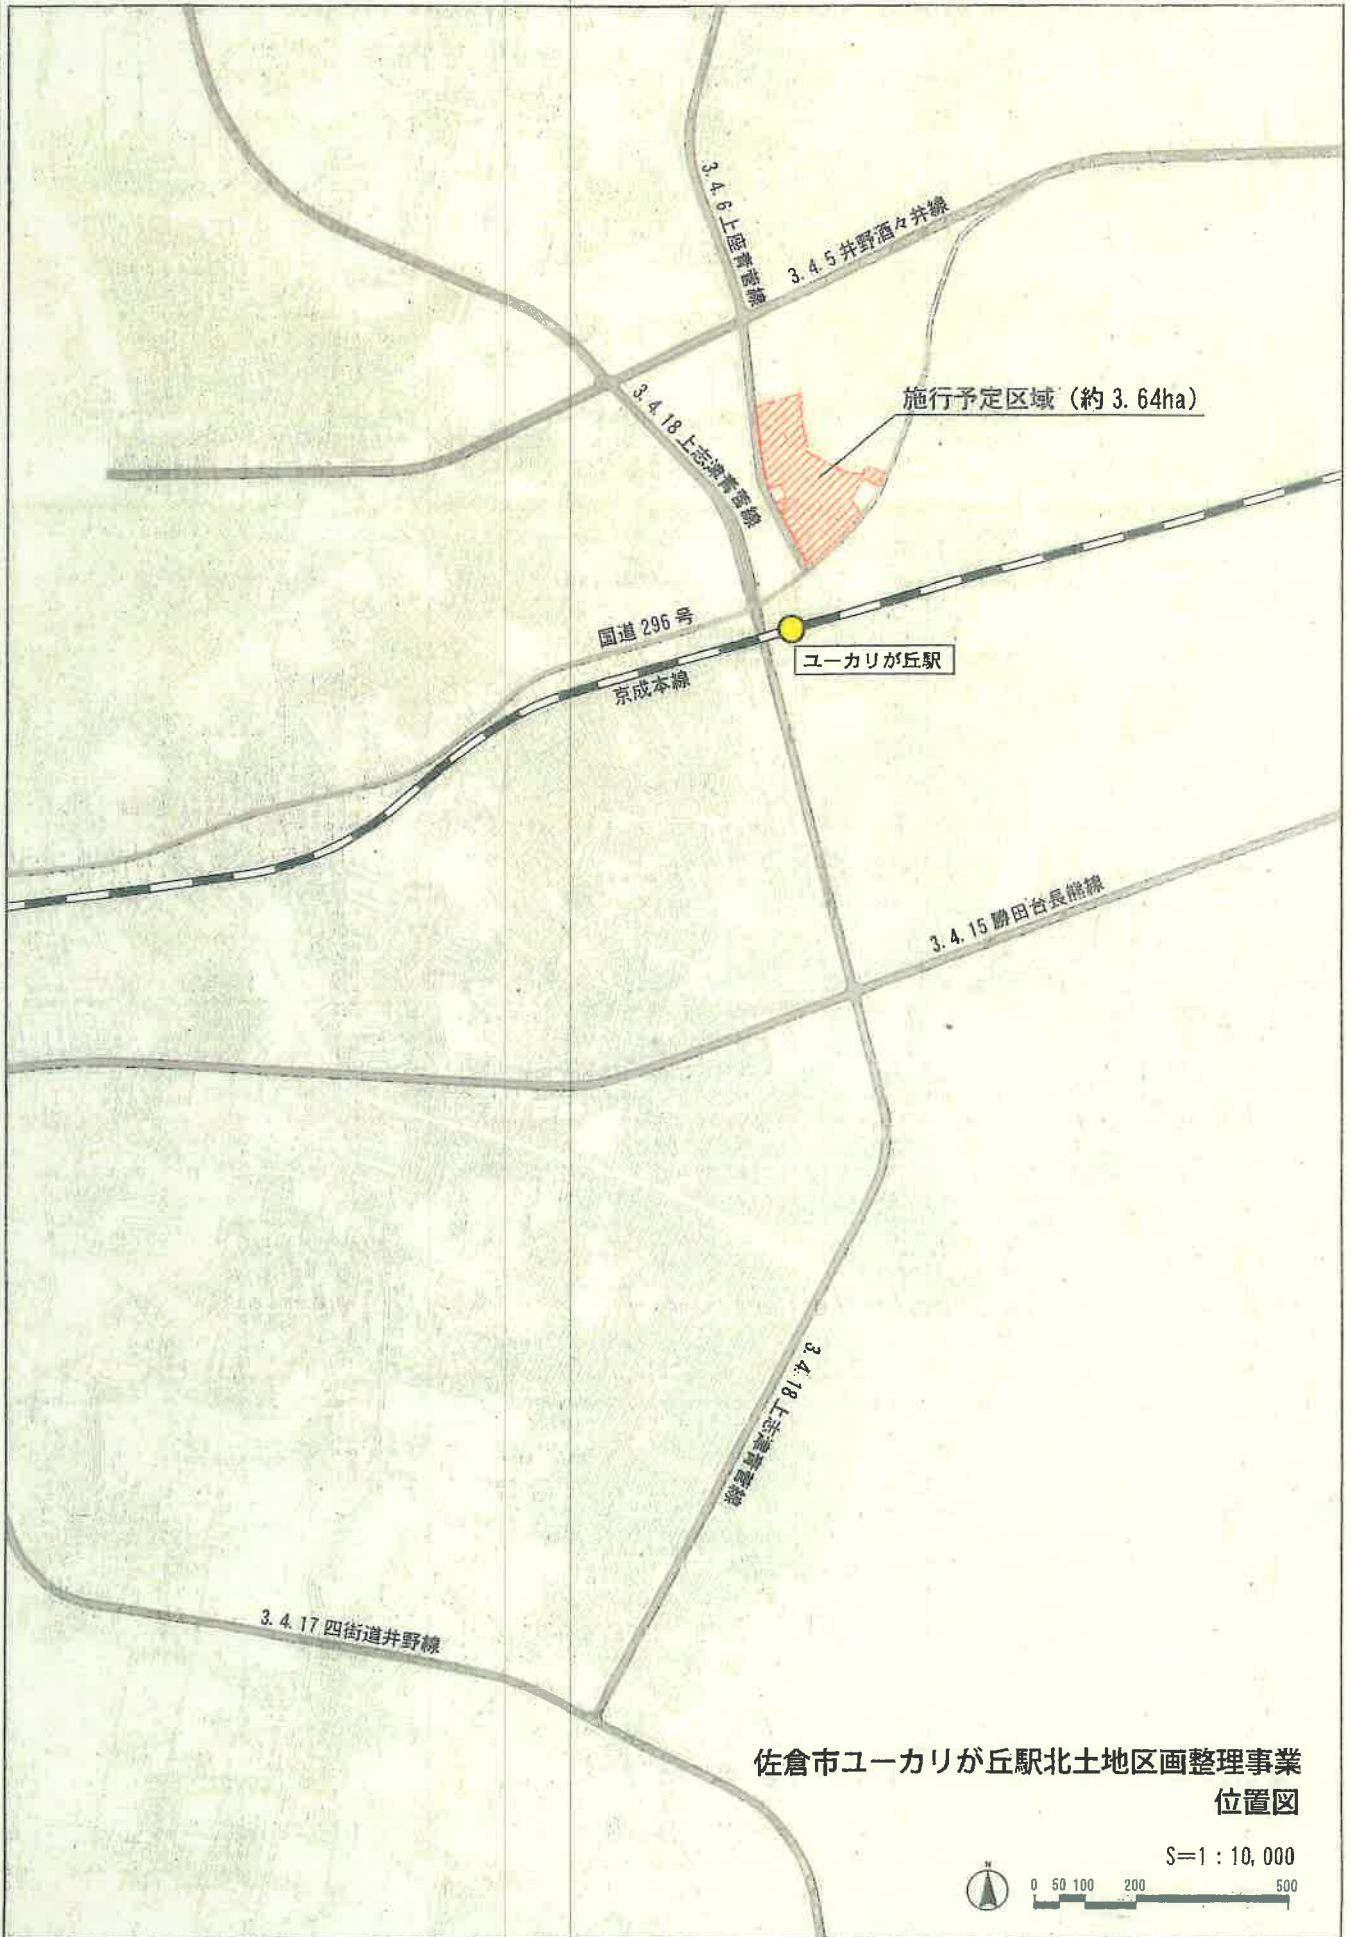 3.4.6 上座青菅線
3.4.5 井野酒々井線
施行予定区域 (約 3.64ha)
3.4.18 上志津青菅線
国道 296 号
ユーカリが丘駅
京成本線
3.4.15 勝田台長熊線
3.4.18 上志津青菅線
3.4.17 四街道井野線
佐倉市ユーカリが丘駅北土地区画整理事業
位置図
S=1:10,000
N
0 50 100 200 500